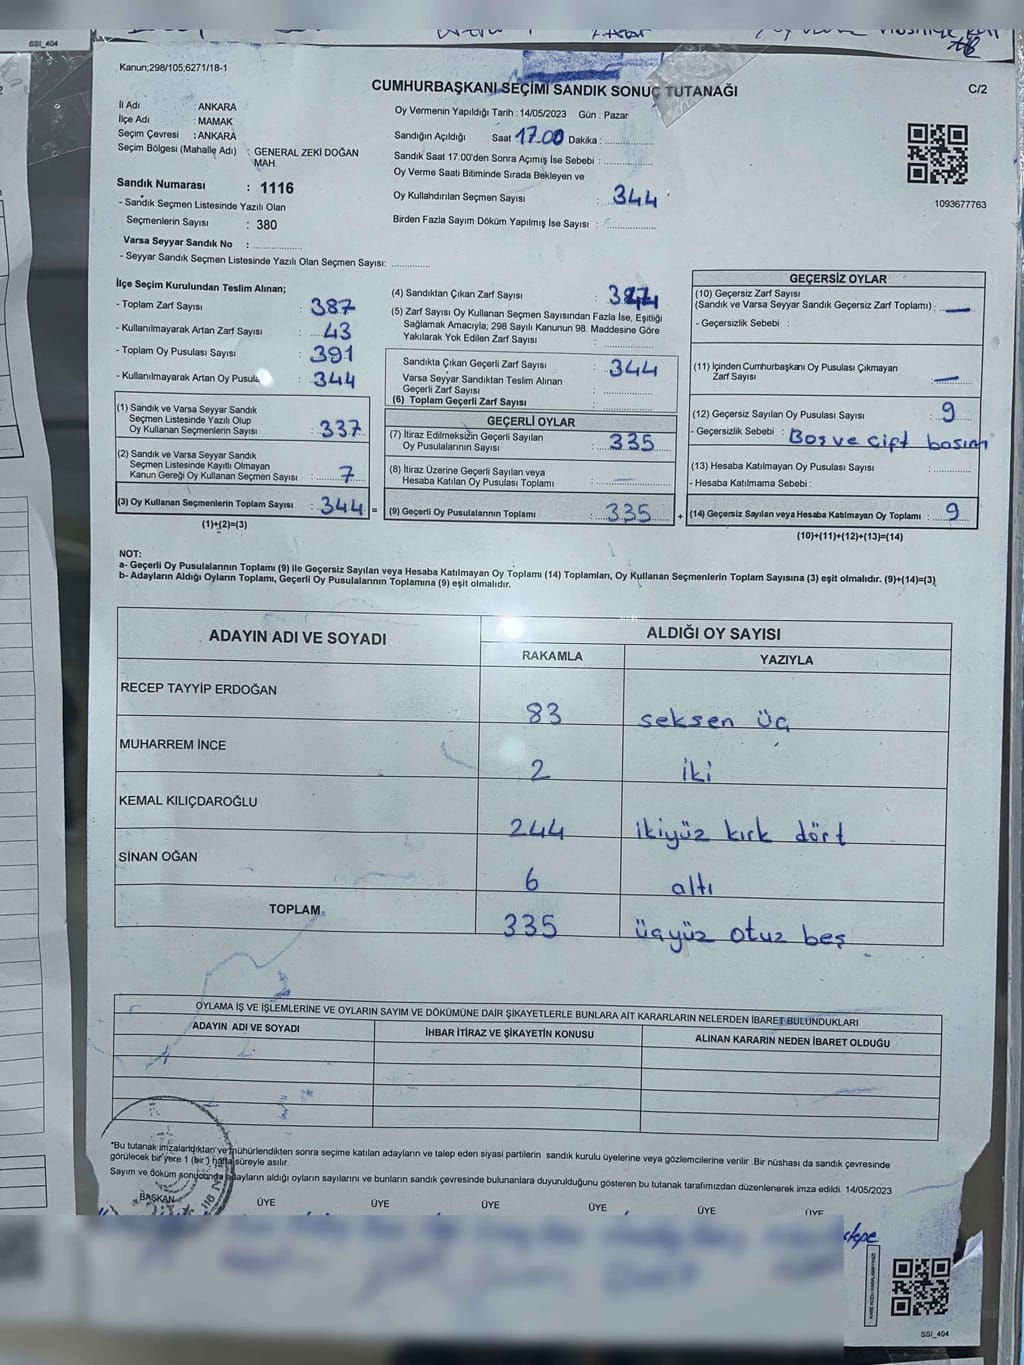 SSI_404
Kanun;298/105,6271/18-1
CUMHURBAŞKANI SEÇİMİ SANDIK SONUÇ TUTANAĞI
C/2
İl Adı : ANKARA
İlçe Adı : MAMAK
Seçim Çevresi : ANKARA
Seçim Bölgesi (Mahalle Adı) : GENERAL ZEKİ DOĞAN
MAH.
Sandık Numarası : 1116
- Sandık Seçmen Listesinde Yazılı Olan
Seçmenlerin Sayısı : 380
Varsa Seyyar Sandık No : ..............
- Seyyar Sandık Seçmen Listesinde Yazılı Olan Seçmen Sayısı: ..............
Oy Vermenin Yapıldığı Tarih : 14/05/2023 Gün : Pazar
Sandığın Açıldığı Saat 17.00 Dakika : ..............
Sandık Saat 17:00'den Sonra Açımış İse Sebebi : ..............
Oy Verme Saati Bitiminde Sırada Bekleyen ve
Oy Kullahdırılan Seçmen Sayısı : 344
Birden Fazla Sayım Döküm Yapılmış İse Sayısı : ..............
1093677763
İlçe Seçim Kurulundan Teslim Alınan;
- Toplam Zarf Sayısı : 387
- Kullanılmayarak Artan Zarf Sayısı : 43
- Toplam Oy Pusulası Sayısı : 391
- Kullanılmayarak Artan Oy Pusula : 344
(1) Sandık ve Varsa Seyyar Sandık
Seçmen Listesinde Yazılı Olup
Oy Kullanan Seçmenlerin Sayısı : 337
(2) Sandık ve Varsa Seyyar Sandık
Seçmen Listesinde Kayıtlı Olmayan
Kanun Gereği Oy Kullanan Seçmen Sayısı : 7
(3) Oy Kullanan Seçmenlerin Toplam Sayısı : 344 =
(1)+(2)=(3)
(4) Sandıktan Çıkan Zarf Sayısı :
(5) Zarf Sayısı Oy Kullanan Seçmen Sayısından Fazla İse, Eşitliği
Sağlamak Amacıyla; 298 Sayılı Kanunun 98. Maddesine Göre
Yakılarak Yok Edilen Zarf Sayısı : ..............
Sandıkta Çıkan Geçerli Zarf Sayısı : 344
Varsa Seyyar Sandıktan Teslim Alınan
Geçerli Zarf Sayısı : ..............
(6) Toplam Geçerli Zarf Sayısı : ..............
GEÇERLİ OYLAR
(7) İtiraz Edilmeksizin Geçerli Sayılan
Oy Pusulalarının Sayısı : 335
(8) İtiraz Üzerine Geçerli Sayılan veya
Hesaba Katılan Oy Pusulası Toplamı : —
(9) Geçerli Oy Pusulalarının Toplamı : 335 +
GEÇERSİZ OYLAR
(10) Geçersiz Zarf Sayısı
(Sandık ve Varsa Seyyar Sandık Geçersiz Zarf Toplamı) : —
- Geçersizlik Sebebi :
(11) İçinden Cumhurbaşkanı Oy Pusulası Çıkmayan
Zarf Sayısı : —
(12) Geçersiz Sayılan Oy Pusulası Sayısı : 9
- Geçersizlik Sebebi : Boş ve çift basım
(13) Hesaba Katılmayan Oy Pusulası Sayısı : ..............
- Hesaba Katılmama Sebebi :
(14) Geçersiz Sayılan veya Hesaba Katılmayan Oy Toplamı : 9
(10)+(11)+(12)+(13)=(14)
NOT:
a- Geçerli Oy Pusulalarının Toplamı (9) ile Geçersiz Sayılan veya Hesaba Katılmayan Oy Toplamı (14) Toplamları, Oy Kullanan Seçmenlerin Toplam Sayısına (3) eşit olmalıdır. (9)+(14)=(3)
b- Adayların Aldığı Oyların Toplamı, Geçerli Oy Pusulalarının Toplamına (9) eşit olmalıdır.
ADAYIN ADI VE SOYADI ALDIĞI OY SAYISI
RAKAMLA YAZIYLA
RECEP TAYYİP ERDOĞAN 83 seksen üç
MUHARREM İNCE 2 iki
KEMAL KILIÇDAROĞLU 244 ikiyüz kırk dört
SİNAN OĞAN 6 altı
TOPLAM 335 üçyüz otuz beş
OYLAMA İŞ VE İŞLEMLERİNE VE OYLARIN SAYIM VE DÖKÜMÜNE DAİR ŞİKAYETLERLE BUNLARA AİT KARARLARIN NELERDEN İBARET BULUNDUKLARI
ADAYIN ADI VE SOYADI İHBAR İTİRAZ VE ŞİKAYETİN KONUSU ALINAN KARARIN NEDEN İBARET OLDUĞU
*Bu tutanak imzalandıktan ve mühürlendikten sonra seçime katılan adayların ve talep eden siyasi partilerin sandık kurulu üyelerine veya gözlemcilerine verilir .Bir nüshası da sandık çevresinde
görülecek bir yere 1 (bir ) hafta süreyle asılır.
Sayım ve döküm sonucunda adayların aldığı oyların sayılarını ve bunların sandık çevresinde bulunanlara duyurulduğunu gösteren bu tutanak tarafımızdan düzenlenerek imza edildi. 14/05/2023
BAŞKAN ÜYE ÜYE ÜYE ÜYE ÜYE ÜYE
SSI_404